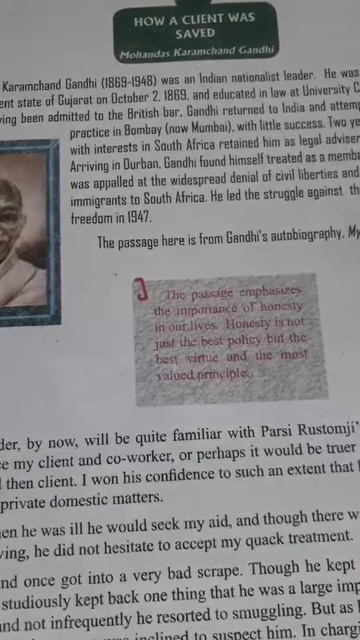 HOW A CLIENT WAS
SAVED
Mohandas Karamchand Gandhi
Karamchand Gandhi (1869-1948) was an Indian nationalist leader. He was
ent state of Gujarat on October 2, 1869, and educated in law at University C
ving been admitted to the British bar, Gandhi returned to India and attem
practice in Bombay (now Mumbai), with little success. Two ye
with interests in South Africa retained him as legal adviser
Arriving in Durban, Gandhi found himself treated as a memb
was appalled at the widespread denial of civil liberties and
immigrants to South Africa. He led the struggle against th
freedom in 1947.
The passage here is from Gandhi's autobiography, My
The passage emphasizes
the importance of honesty
in our lives. Honesty is not
just the best policy but the
best virtue and the most
valued principle.
der, by now, will be quite familiar with Parsi Rustomji'
e my client and co-worker, or perhaps it would be truer
l then client. I won his confidence to such an extent that
private domestic matters.
en he was ill he would seek my aid, and though there w
ving, he did not hesitate to accept my quack treatment.
nd once got into a very bad scrape. Though he kept
studiously kept back one thing that he was a large imp
and not infrequently he resorted to smuggling. But as
inclined to suspect him. In charg